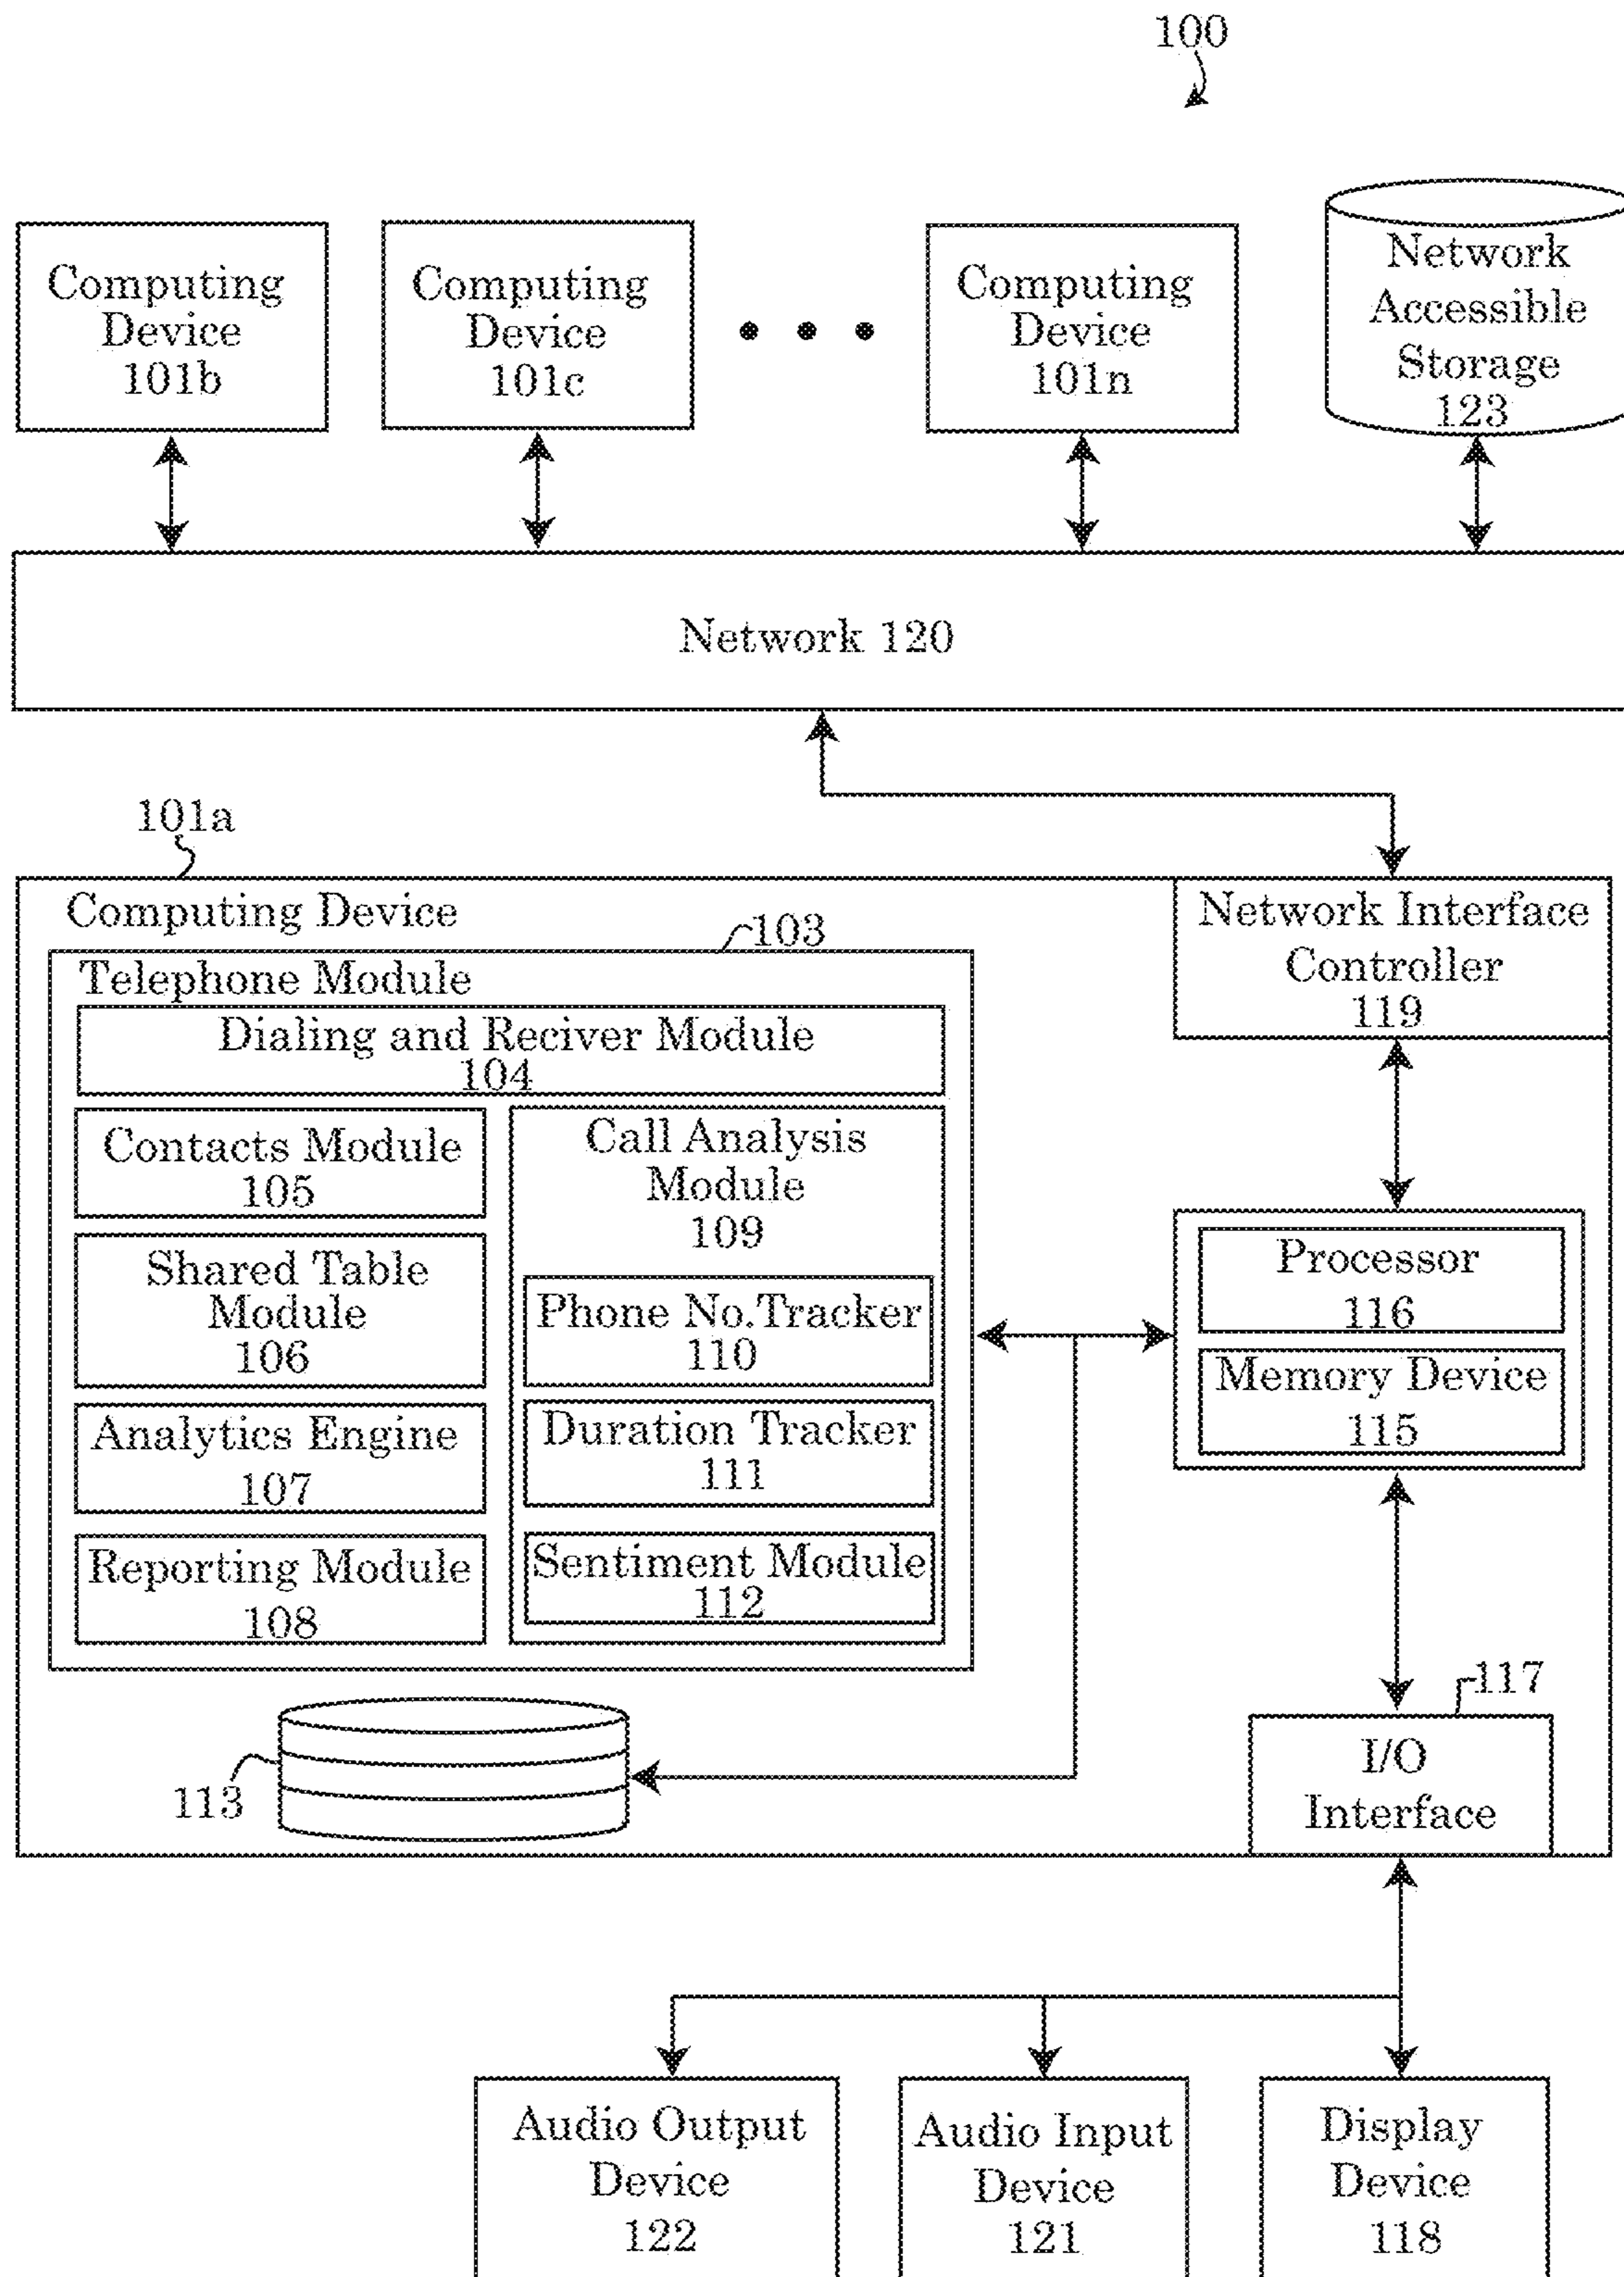 100
Computing
Device
101b
Computing
Device
101c
Computing
Device
101n
Network
Accessible
Storage
123
Network 120
101a
Computing Device
103
Telephone Module
Dialing and Reciver Module
104
Contacts Module
105
Shared Table
Module
106
Analytics Engine
107
Reporting Module
108
Call Analysis
Module
109
Phone No.Tracker
110
Duration Tracker
111
Sentiment Module
112
113
Network Interface
Controller
119
Processor
116
Memory Device
115
117
I/O
Interface
Audio Output
Device
122
Audio Input
Device
121
Display
Device
118